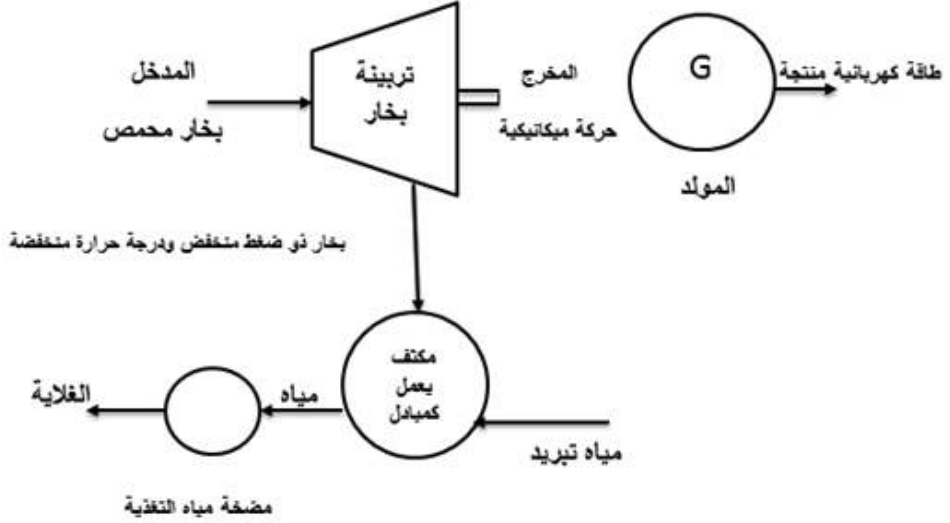 المدخل
بخار محمص
تربينة
بخار
المخرج
حركة ميكانيكية
G
المولد
طاقة كهربائية منتجة
بخار ذو ضغط منخفض ودرجة حرارة منخفضة
مكثف
يعمل
كمبادل
مياه تبريد
مياه
الغلاية
مضخة مياه التغذية